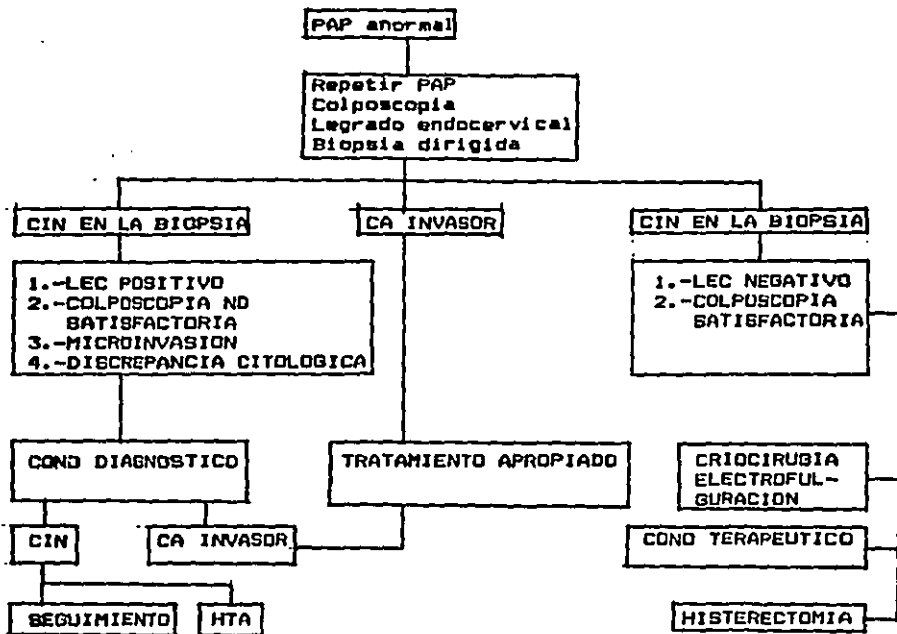 PAP anormal
Repetir PAP
Colposcopia
Legrado endocervical
Biopsia dirigida
CIN EN LA BIOPSIA
CA INVASOR
CIN EN LA BIOPSIA
1.-LEC POSITIVO
2.-COLPOSCOPIA NO
SATISFACTORIA
3.-MICROINVASION
4.-DISCREPANCIA CITOLOGICA
1.-LEC NEGATIVO
2.-COLPOSCOPIA
SATISFACTORIA
CONO DIAGNOSTICO
TRATAMIENTO APROPIADO
CRIOCIRUGIA
ELECTROFUL-
GURACION
CIN
CA INVASOR
CONO TERAPEUTICO
SEGUIMIENTO
HTA
HISTERECTOMIA